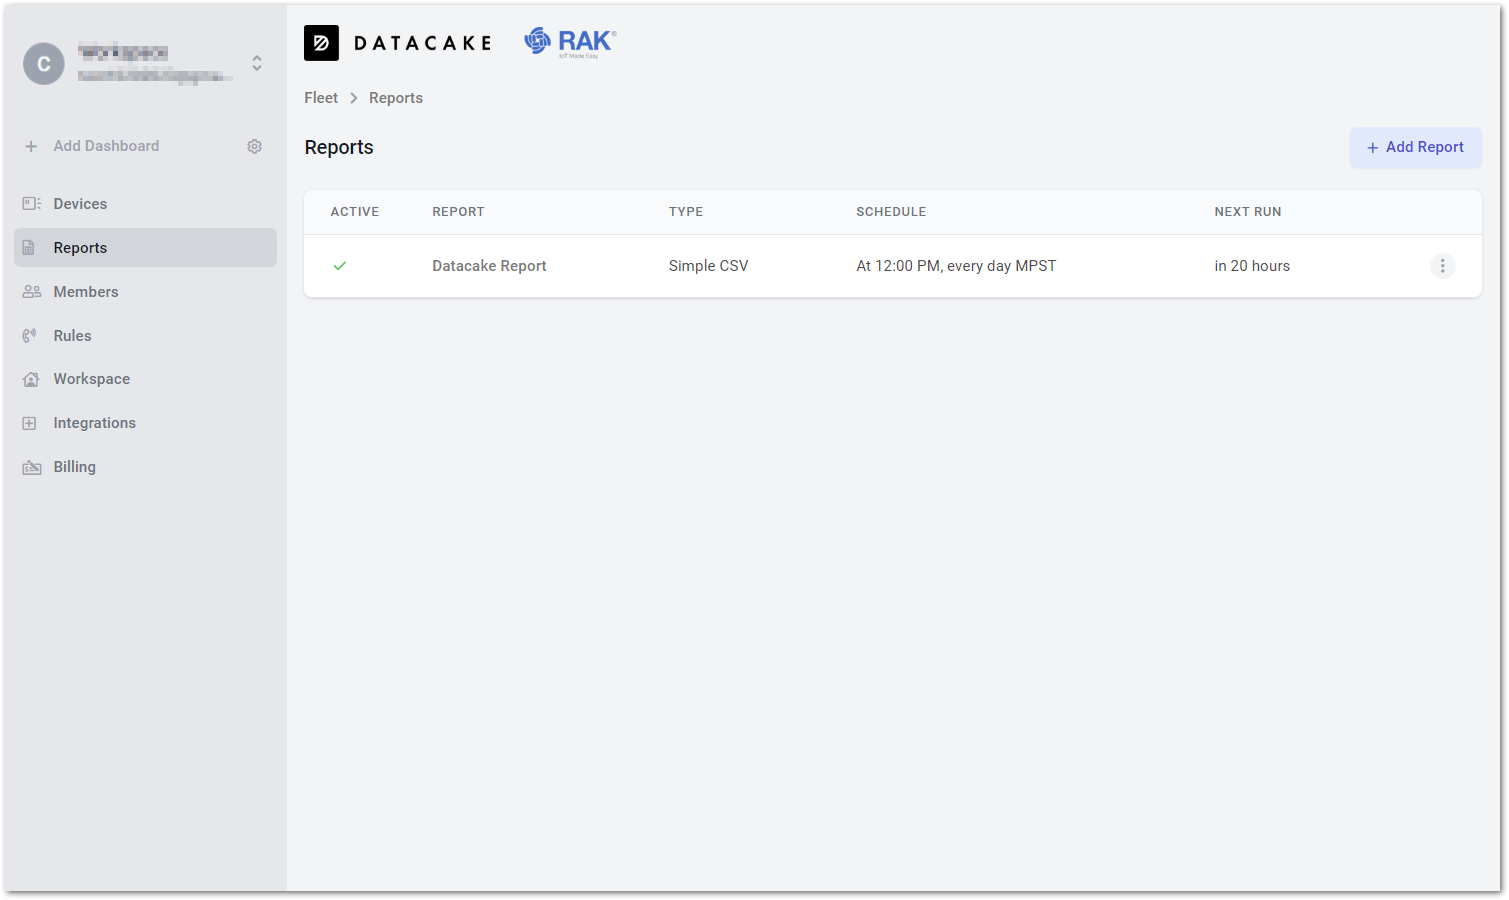 C
Add Dashboard
Devices
Reports
Members
Rules
Workspace
Integrations
Billing
DATACAKE
RAK®
IoT Made Easy
Fleet > Reports
Reports
+ Add Report
ACTIVE REPORT TYPE SCHEDULE NEXT RUN
Datacake Report Simple CSV At 12:00 PM, every day MPST in 20 hours